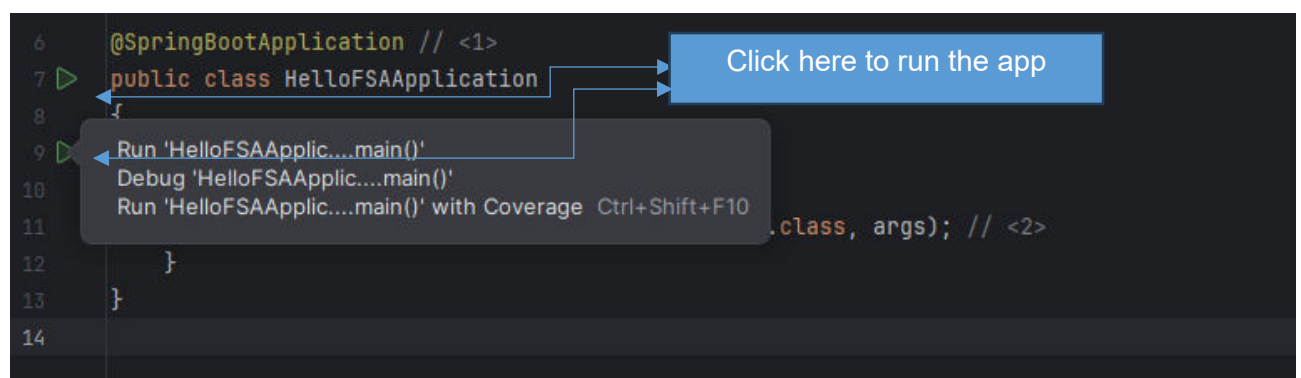 6 @SpringBootApplication // <1>
7 public class HelloFSAApplication
Click here to run the app
8 {
9
Run 'HelloFSAApplic....main()'
Debug 'HelloFSAApplic....main()'
10
Run 'HelloFSAApplic....main()' with Coverage Ctrl+Shift+F10
11 .class, args); // <2>
12 }
13 }
14